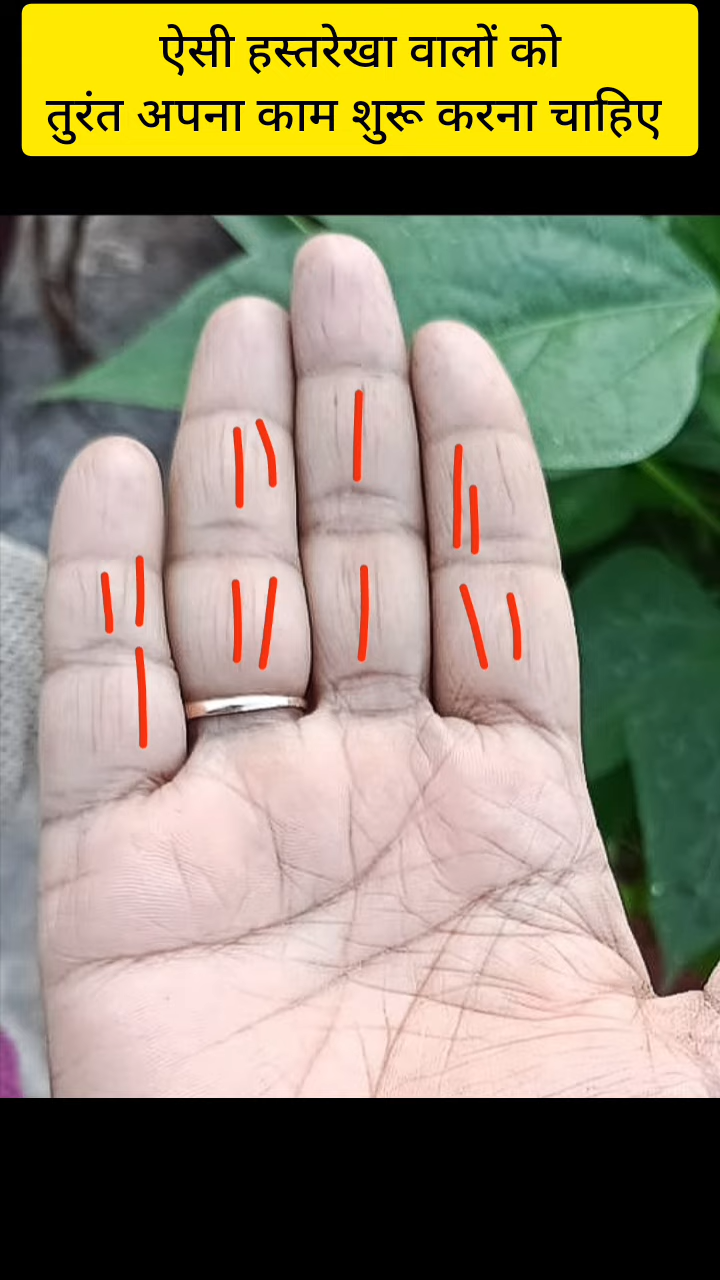 ऐसी हस्तरेखा वालों को
तुरंत अपना काम शुरू करना चाहिए